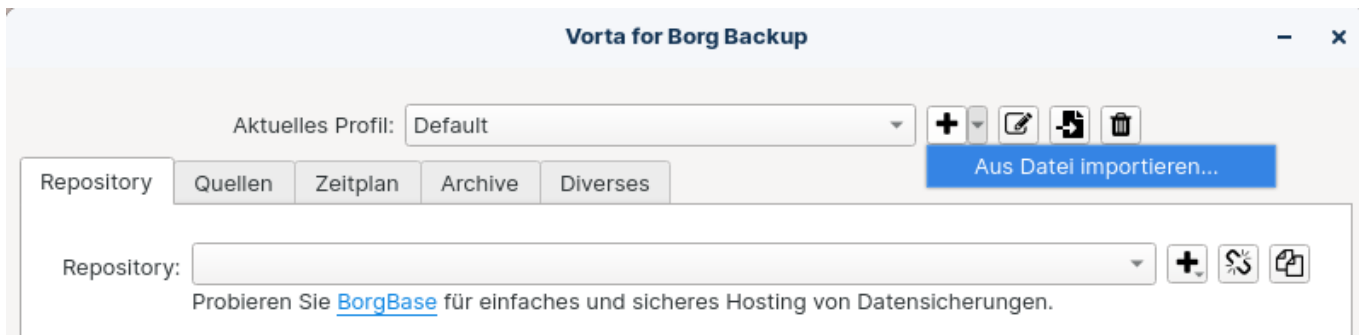 Vorta for Borg Backup
Aktuelles Profil: Default
Aus Datei importieren...
Repository Quellen Zeitplan Archive Diverses
Repository:
Probieren Sie BorgBase für einfaches und sicheres Hosting von Datensicherungen.